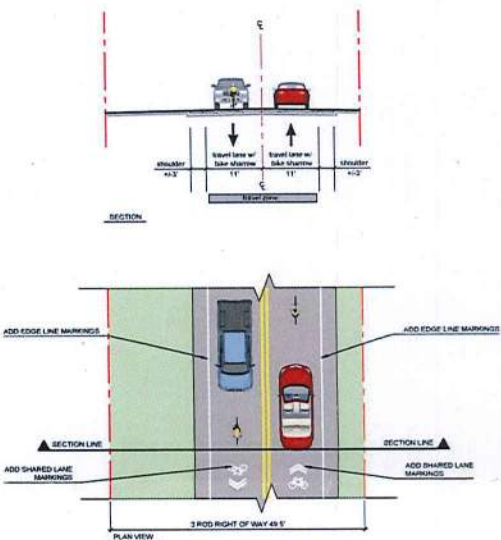 ℄
shoulder
+/-3'
travel lane w/
bike sharrow
11'
travel lane w/
bike sharrow
11'
shoulder
+/-3'
℄
travel zone
SECTION
ADD EDGE LINE MARKINGS
ADD EDGE LINE MARKINGS
SECTION LINE
SECTION LINE
ADD SHARED LANE
MARKINGS
ADD SHARED LANE
MARKINGS
3 ROD RIGHT OF WAY 49.5'
PLAN VIEW